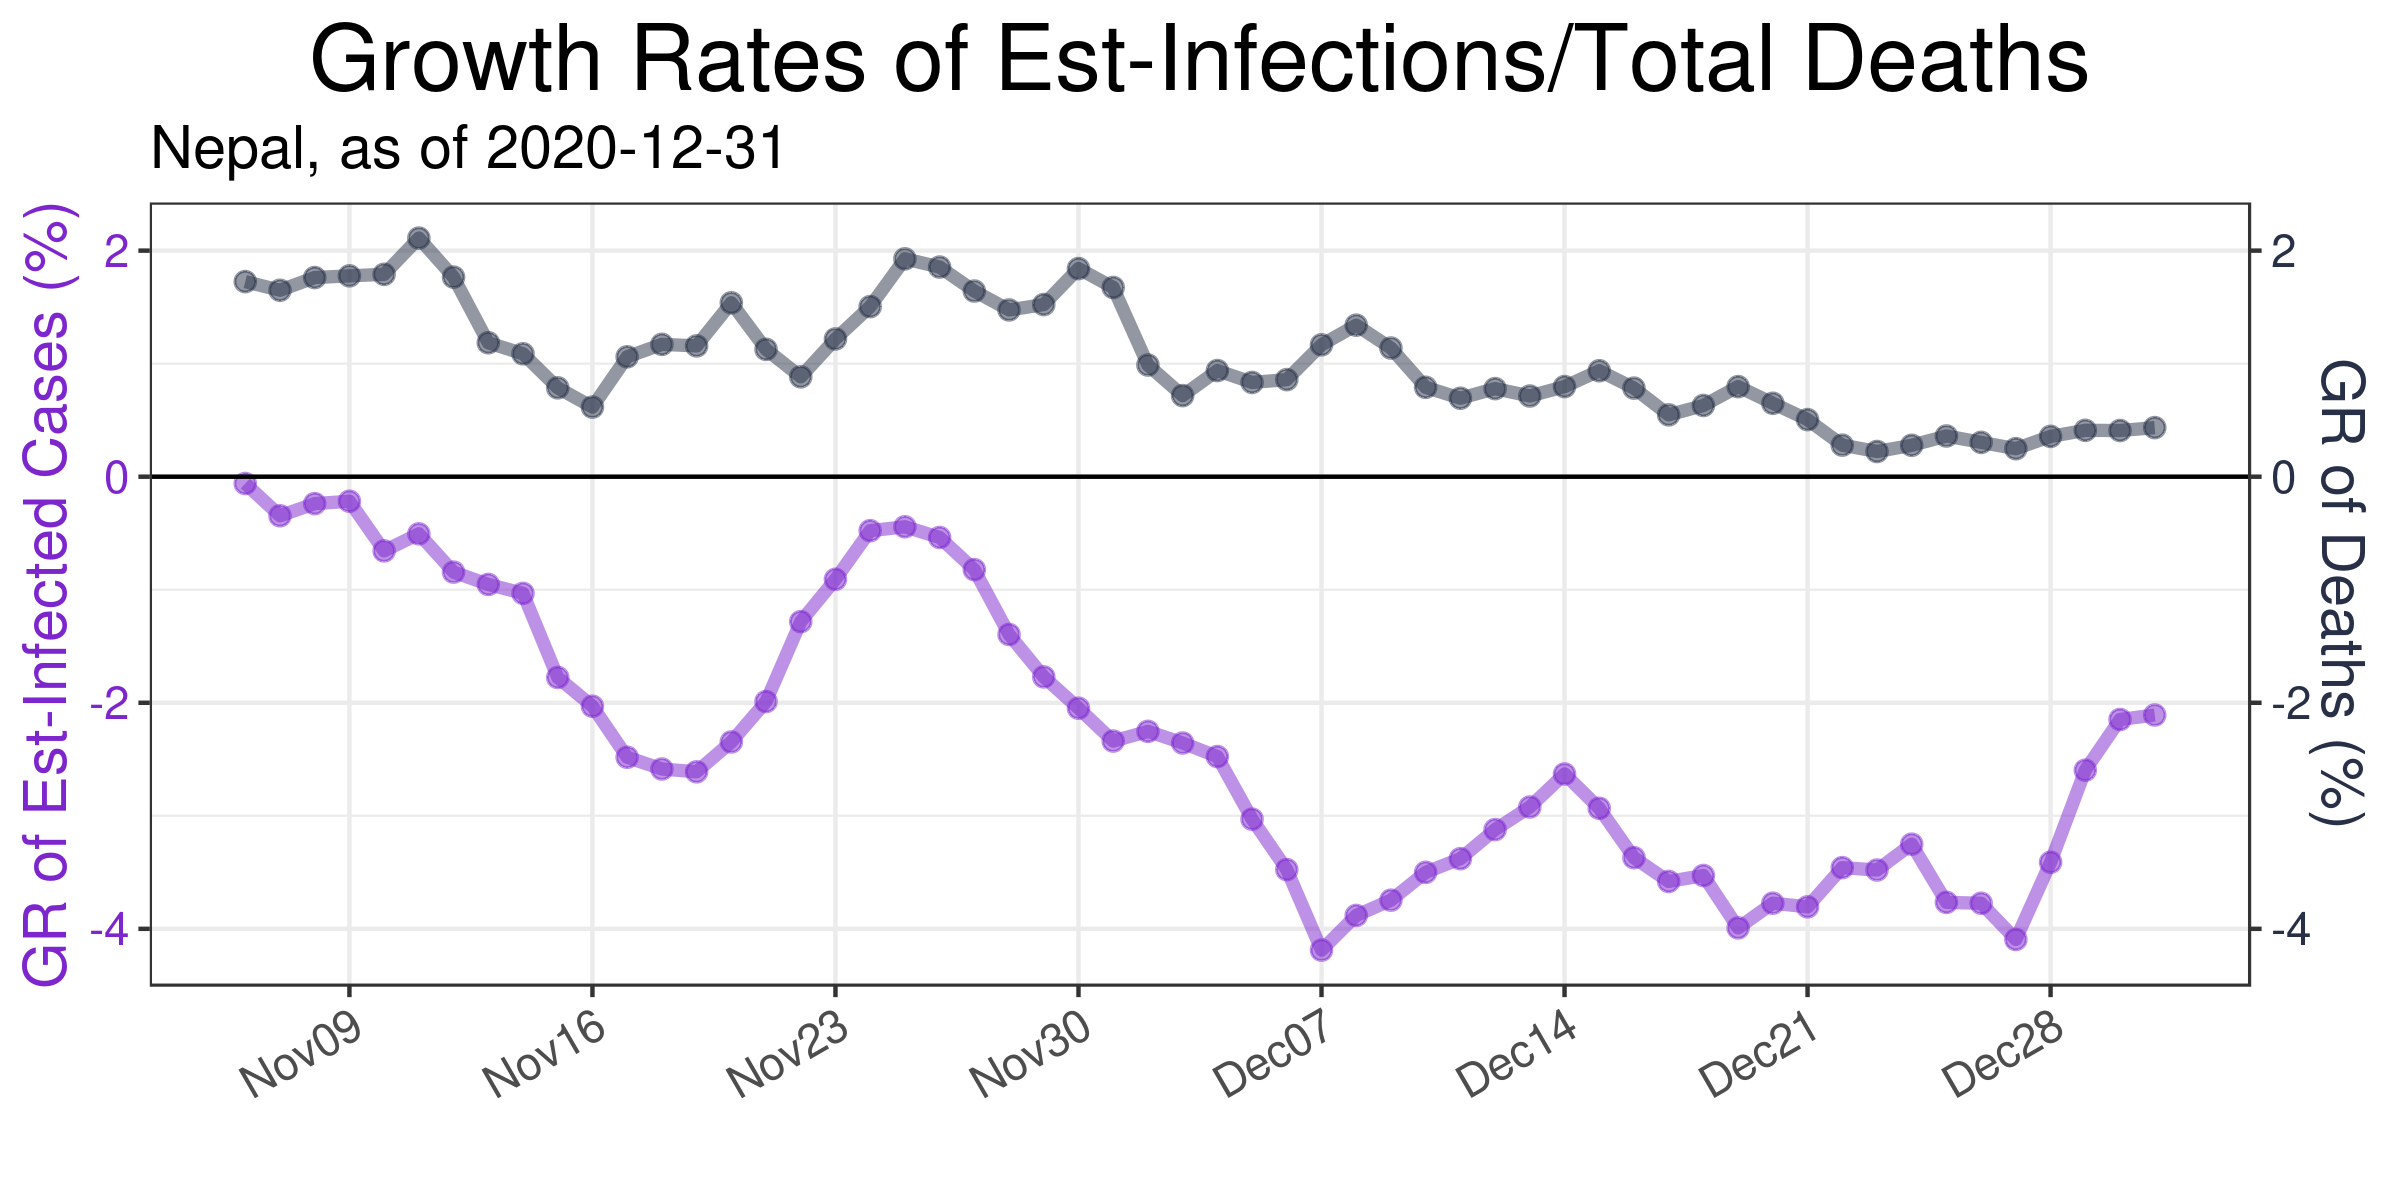 Growth Rates of Est-Infections/Total Deaths
Nepal, as of 2020-12-31
GR of Est-Infected Cases (%)
2
0
-2
-4
2
0
-2
-4
GR of Deaths (%)
Nov09
Nov16
Nov23
Nov30
Dec07
Dec14
Dec21
Dec28